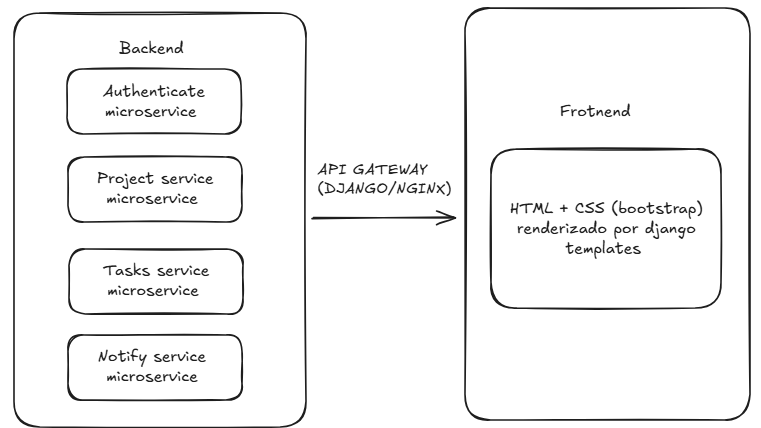 Backend
Authenticate
microservice
Project service
microservice
Tasks service
microservice
Notify service
microservice
API GATEWAY
(DJANGO/NGINX)
Frotnend
HTML + CSS (bootstrap)
renderizado por django
templates